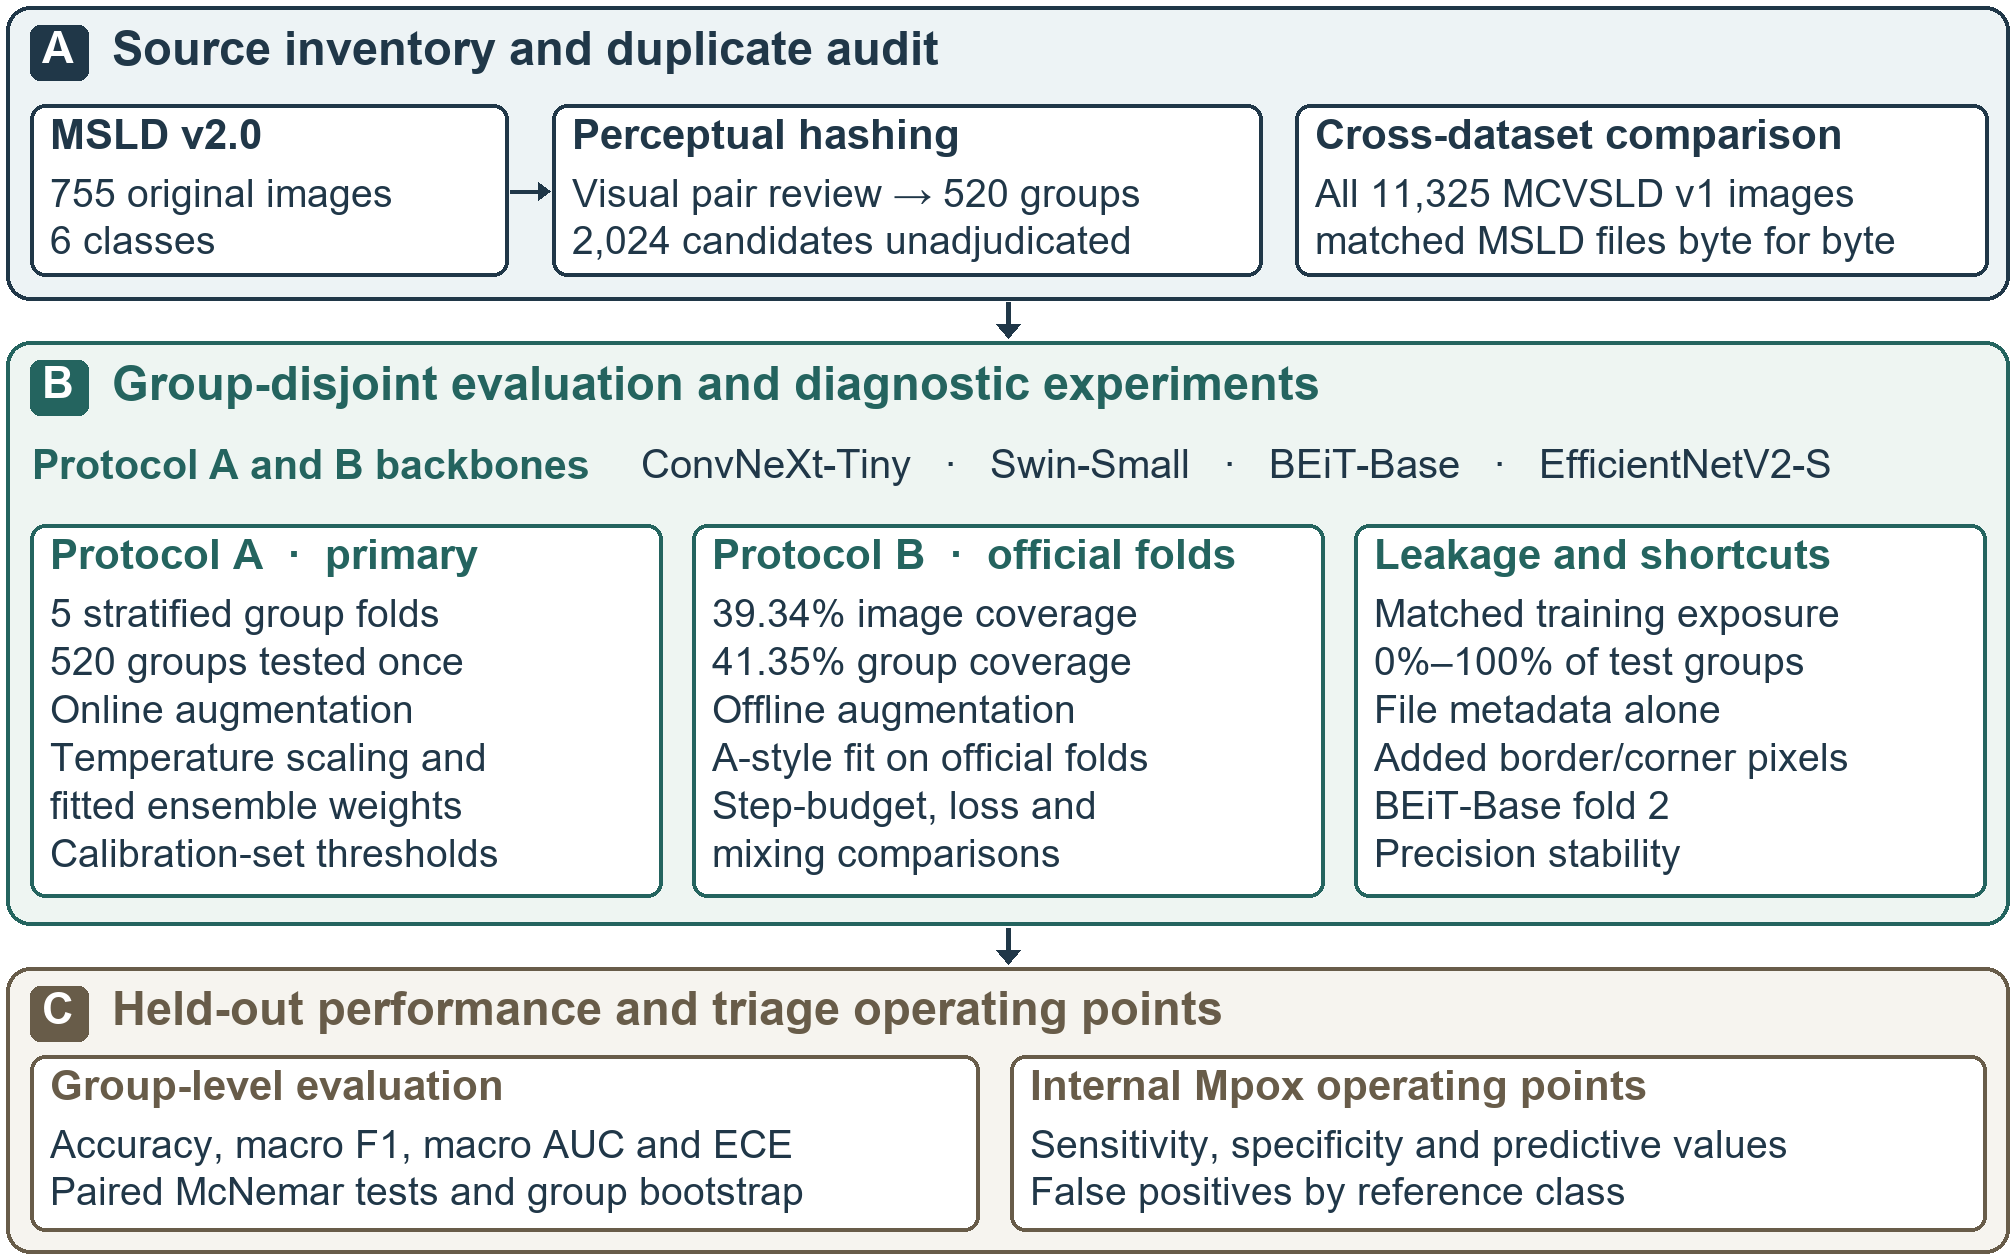 A Source inventory and duplicate audit
MSLD v2.0
755 original images
6 classes
Perceptual hashing
Visual pair review → 520 groups
2,024 candidates unadjudicated
Cross-dataset comparison
All 11,325 MCVSLD v1 images
matched MSLD files byte for byte
B Group-disjoint evaluation and diagnostic experiments
Protocol A and B backbones ConvNeXt-Tiny · Swin-Small · BEiT-Base · EfficientNetV2-S
Protocol A · primary
5 stratified group folds
520 groups tested once
Online augmentation
Temperature scaling and
fitted ensemble weights
Calibration-set thresholds
Protocol B · official folds
39.34% image coverage
41.35% group coverage
Offline augmentation
A-style fit on official folds
Step-budget, loss and
mixing comparisons
Leakage and shortcuts
Matched training exposure
0%–100% of test groups
File metadata alone
Added border/corner pixels
BEiT-Base fold 2
Precision stability
C Held-out performance and triage operating points
Group-level evaluation
Accuracy, macro F1, macro AUC and ECE
Paired McNemar tests and group bootstrap
Internal Mpox operating points
Sensitivity, specificity and predictive values
False positives by reference class